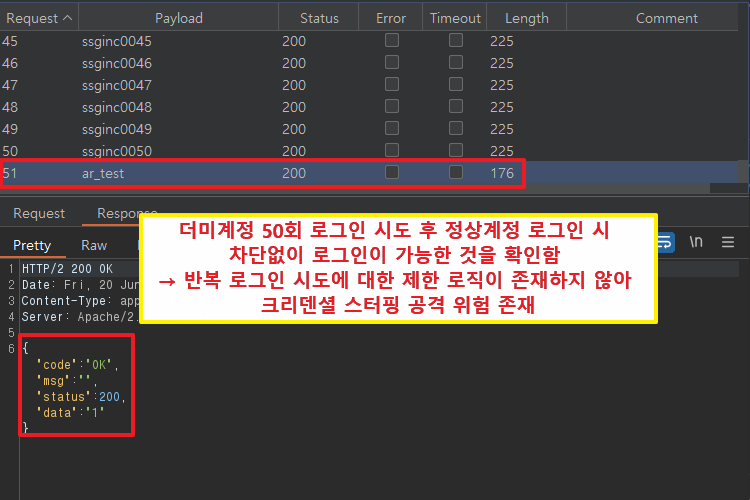 Request Payload Status Error Timeout Length Comment
45 ssginc0045 200 225
46 ssginc0046 200 225
47 ssginc0047 200 225
48 ssginc0048 200 225
49 ssginc0049 200 225
50 ssginc0050 200 225
51 ar_test 200 176
Request Response
Pretty Raw
\n
더미계정 50회 로그인 시도 후 정상계정 로그인 시
차단없이 로그인이 가능한 것을 확인함
→ 반복 로그인 시도에 대한 제한 로직이 존재하지 않아
크리덴셜 스터핑 공격 위험 존재
1 HTTP/2 200 OK
2 Date: Fri, 20 Jun
3 Content-Type: app
4 Server: Apache/2.
5
6 {
"code":"OK",
"msg":"",
"status":200,
"data":"1"
}